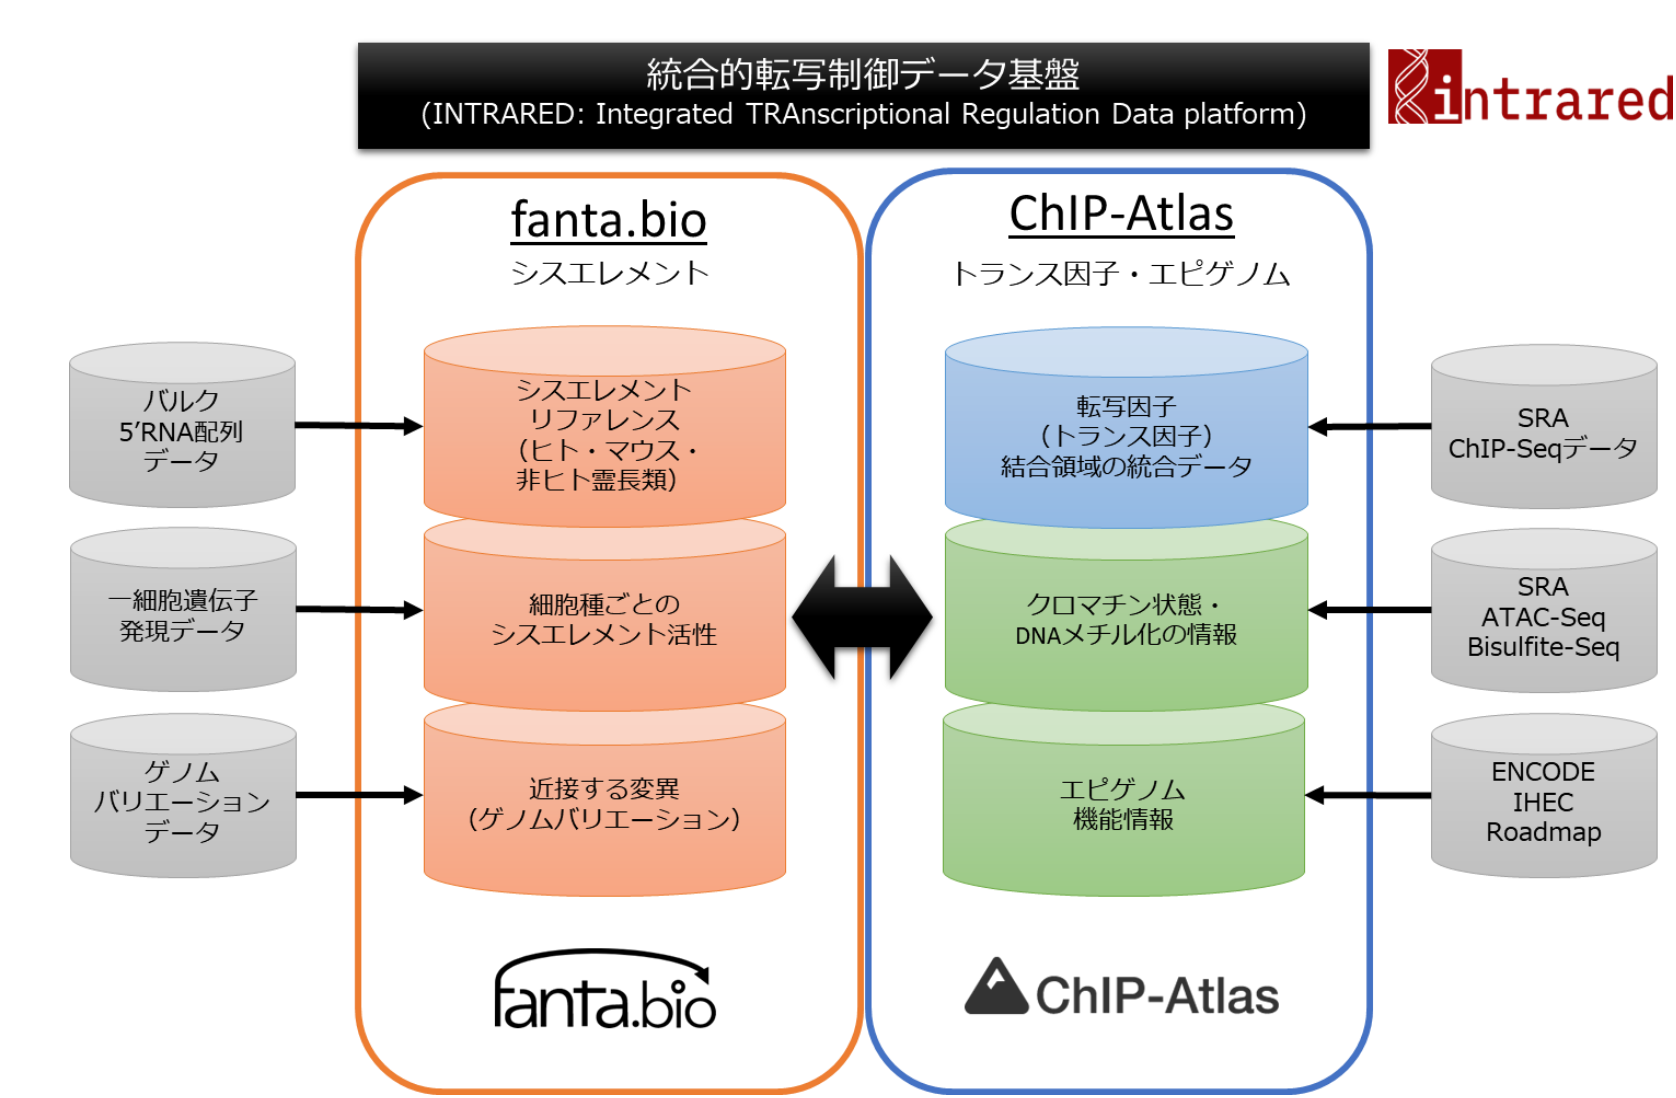 統合的転写制御データ基盤
(INTRARED: Integrated TRAnscriptional Regulation Data platform)
intrared
fanta.bio
シスエレメント
ChIP-Atlas
トランス因子・エピゲノム
バルク
5’RNA配列
データ
シスエレメント
リファレンス
（ヒト・マウス・
非ヒト霊長類）
転写因子
（トランス因子）
結合領域の統合データ
SRA
ChIP-Seqデータ
一細胞遺伝子
発現データ
細胞種ごとの
シスエレメント活性
クロマチン状態・
DNAメチル化の情報
SRA
ATAC-Seq
Bisulfite-Seq
ゲノム
バリエーション
データ
近接する変異
（ゲノムバリエーション）
エピゲノム
機能情報
ENCODE
IHEC
Roadmap
fanta.bio
ChIP-Atlas